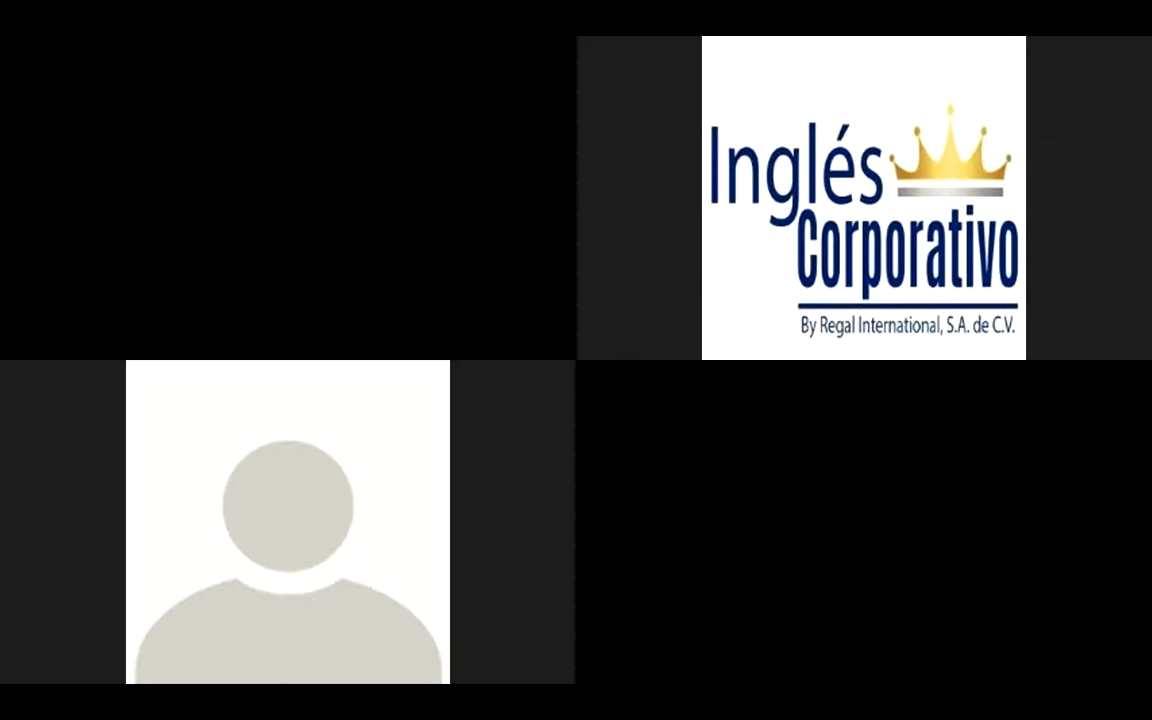 Inglés
Corporativo
By Regal International, S.A. de C.V.